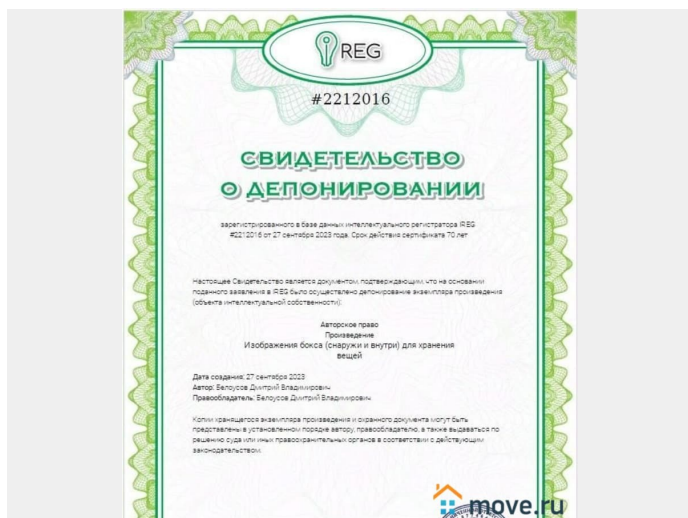 REG
#2212016
СВИДЕТЕЛЬСТВО
О ДЕПОНИРОВАНИИ
зарегистрированного в базе данных интеллектуального регистратора IREG
#2212016 от 27 сентября 2023 года. Срок действия сертификата 70 лет
Настоящее Свидетельство является документом, подтверждающим, что на основании
поданного заявления в IREG было осуществлено депонирование экземпляра произведения
(объекта интеллектуальной собственности):
Авторское право
Произведение
Изображения бокса (снаружи и внутри) для хранения
вещей
Дата создания: 27 сентября 2023
Автор: Белоусов Дмитрий Владимирович
Правообладатель: Белоусов Дмитрий Владимирович
Копии хранящегося экземпляра произведения и охранного документа могут быть
представлены в установленном порядке автору, правообладателю, а также выдаваться по
решению суда или иных правоохранительных органов в соответствии с действующим
законодательством.
move.ru